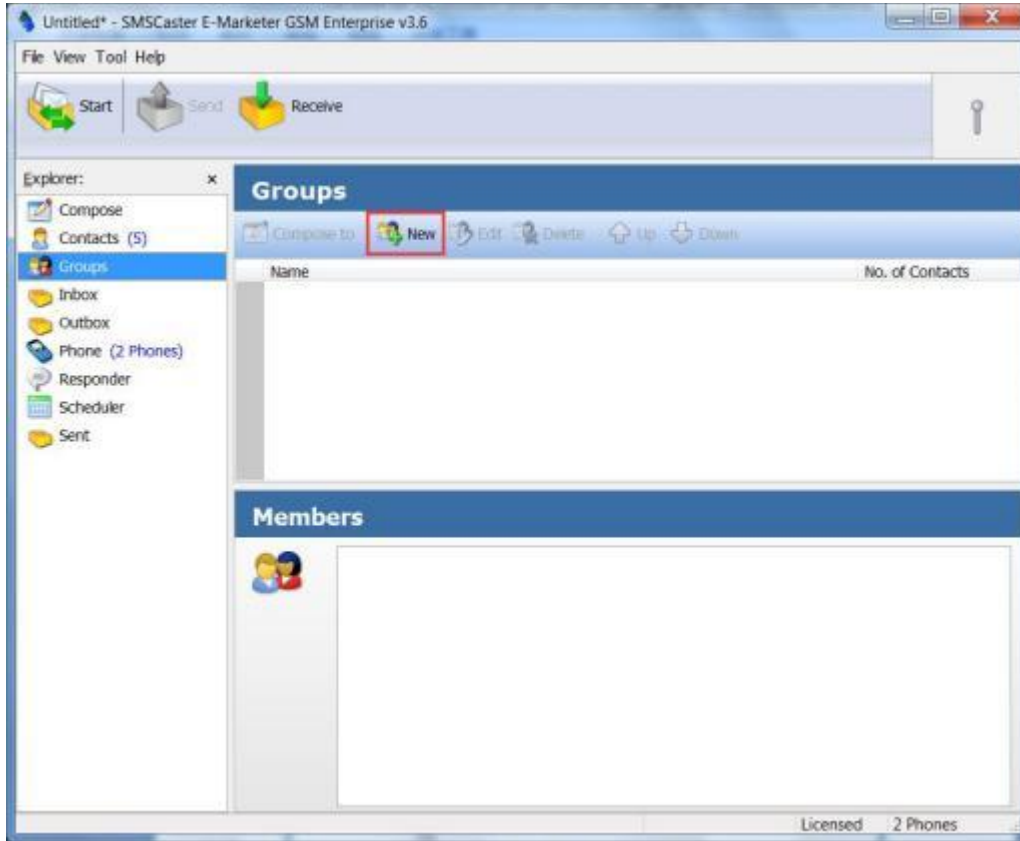 Untitled* - SMSCaster E-Marketer GSM Enterprise v3.6
File View Tool Help
Start Send Receive
Explorer: x
Compose
Contacts (5)
Groups
Inbox
Outbox
Phone (2 Phones)
Responder
Scheduler
Sent
Groups
Compose to New Edit Delete Up Down
Name No. of Contacts
Members
Licensed 2 Phones